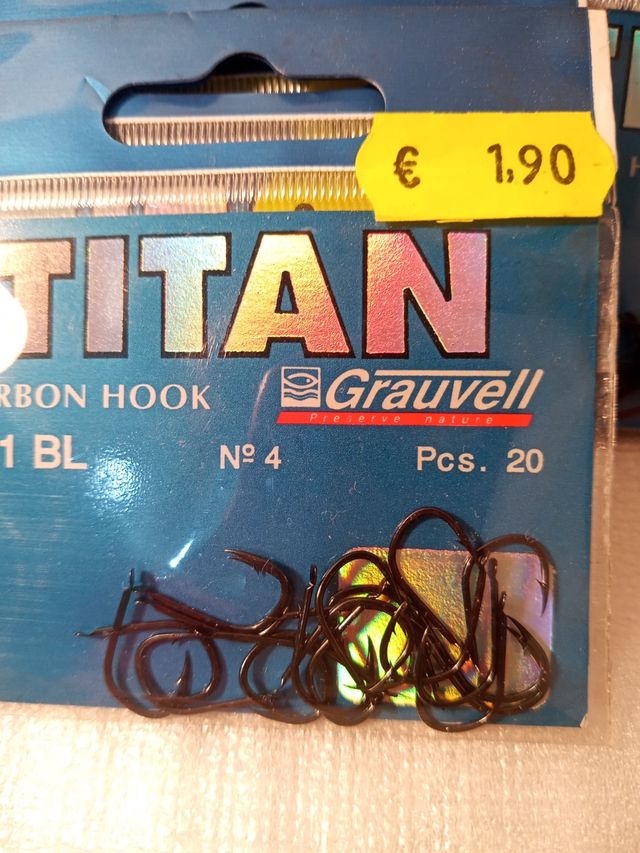 € 1,90
TITAN
RBON HOOK
Grauvell
Preserve nature
1 BL Nº 4 Pcs. 20